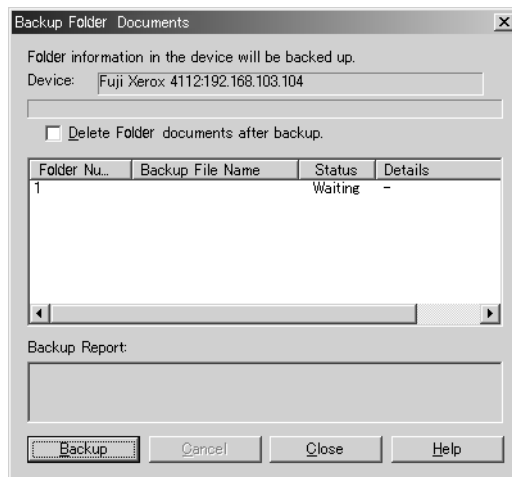 Backup Folder Documents
Folder information in the device will be backed up.
Device: Fuji Xerox 4112:192.168.103.104
Delete Folder documents after backup.
Folder Nu... Backup File Name Status Details
1 Waiting -
Backup Report:
Backup Cancel Close Help